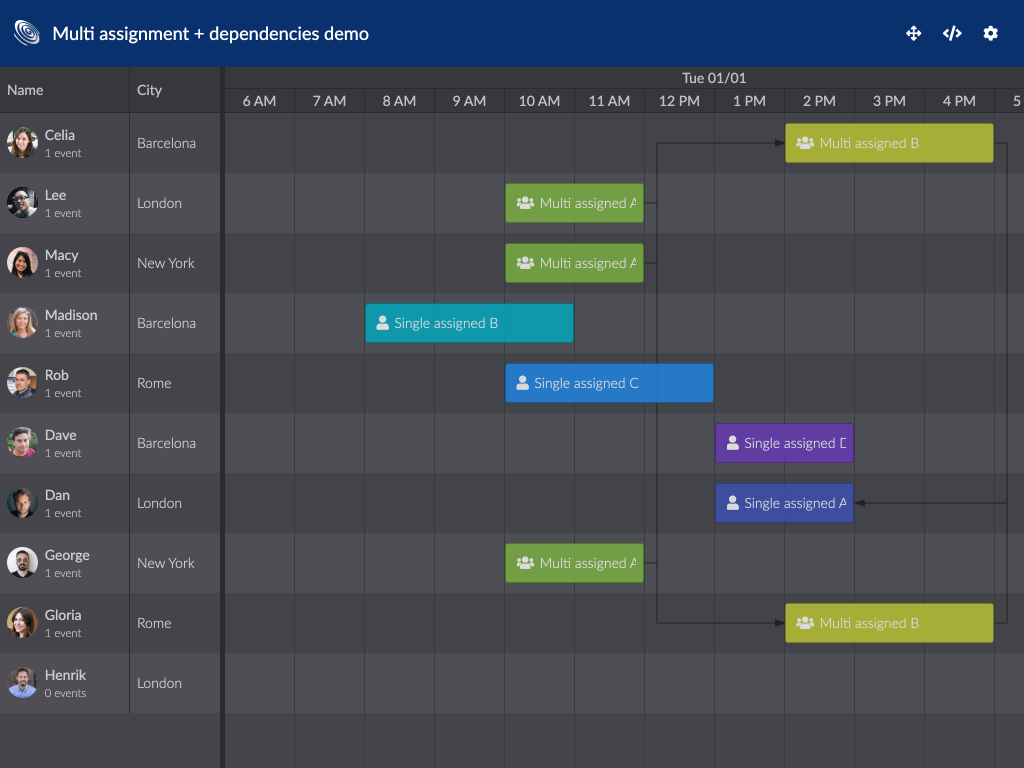 Multi assignment + dependencies demo
Name
City
Tue 01/01
6 AM 7 AM 8 AM 9 AM 10 AM 11 AM 12 PM 1 PM 2 PM 3 PM 4 PM 5
Celia
1 event
Barcelona
Multi assigned B
Lee
1 event
London
Multi assigned A
Macy
1 event
New York
Multi assigned A
Madison
1 event
Barcelona
Single assigned B
Rob
1 event
Rome
Single assigned C
Dave
1 event
Barcelona
Single assigned D
Dan
1 event
London
Single assigned A
George
1 event
New York
Multi assigned A
Gloria
1 event
Rome
Multi assigned B
Henrik
0 events
London